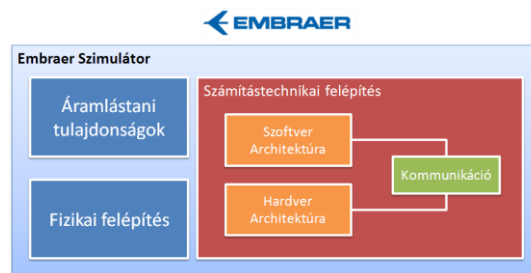 EMBRAER
Embraer Szimulátor
Áramlástani
tulajdonságok
Fizikai felépítés
Számítástechnikai felépítés
Szoftver
Architektúra
Hardver
Architektúra
Kommunikáció